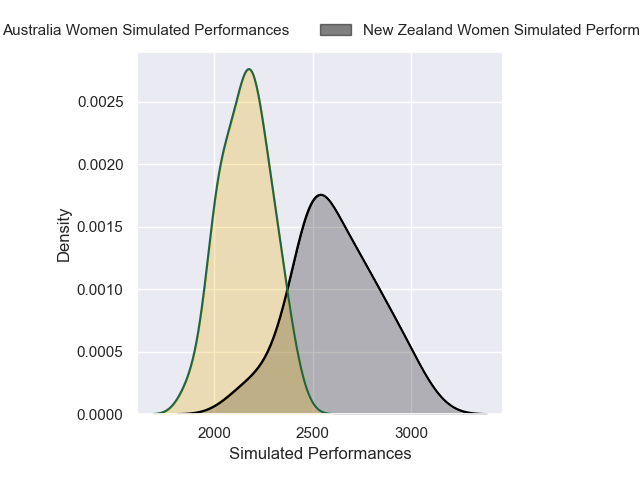 Australia Women Simulated Performances New Zealand Women Simulated Perform
0.0025
0.0020
0.0015
0.0010
0.0005
0.0000
Density
2000 2500 3000
Simulated Performances